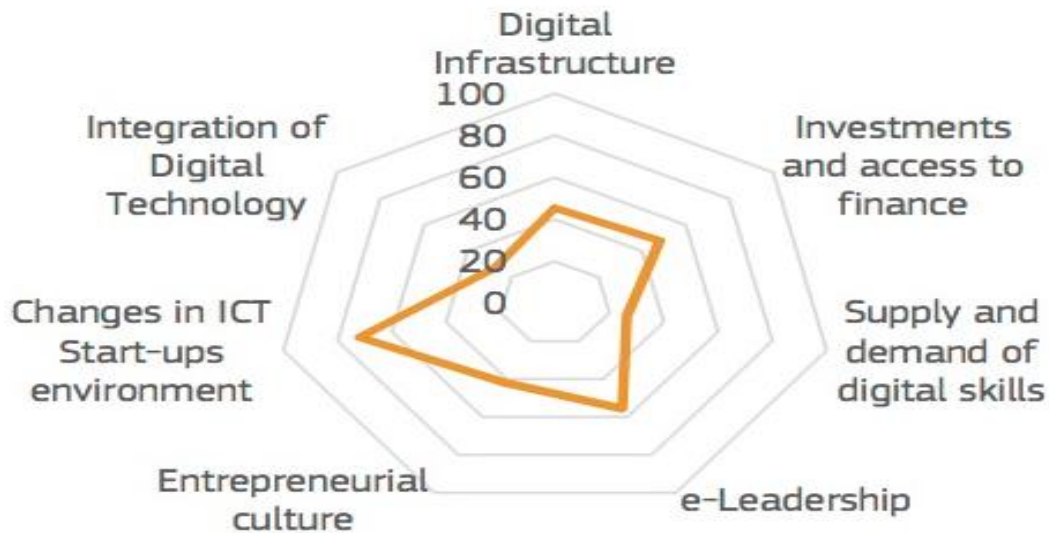 Digital
Infrastructure
100
80
60
40
20
0
Investments
and access to
finance
Supply and
demand of
digital skills
e-Leadership
Entrepreneurial
culture
Changes in ICT
Start-ups
environment
Integration of
Digital
Technology